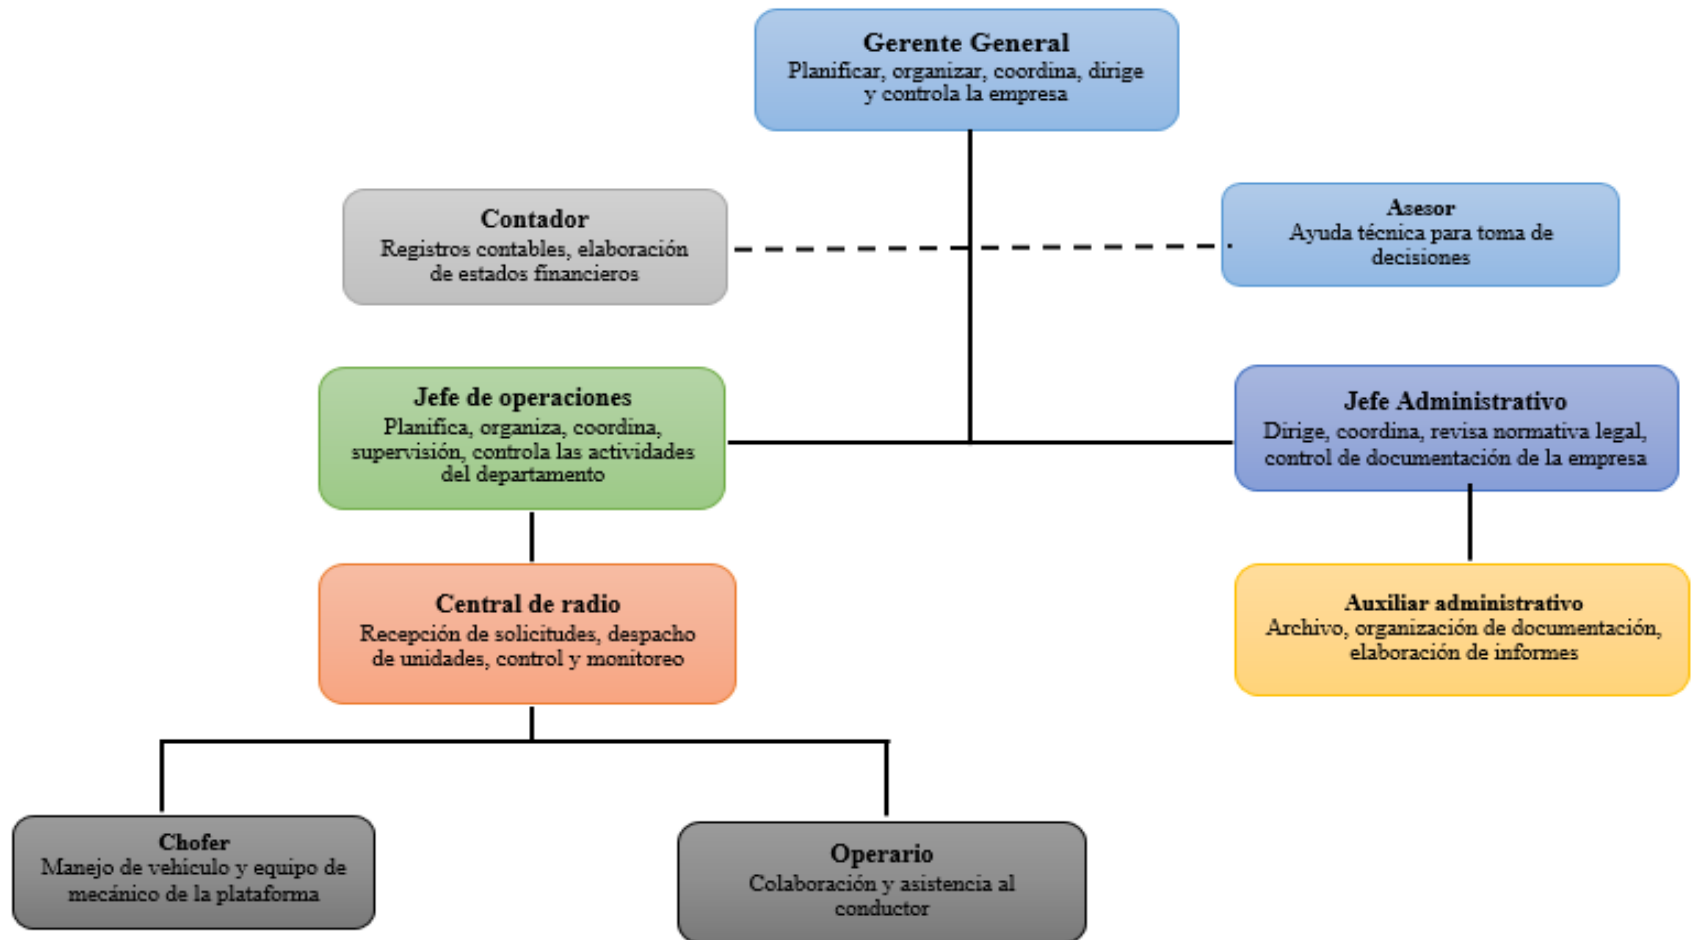 Gerente General
Planificar, organizar, coordina, dirige
y controla la empresa
Contador
Registros contables, elaboración
de estados financieros
Asesor
Ayuda técnica para toma de
decisiones
Jefe de operaciones
Planifica, organiza, coordina,
supervisión, controla las actividades
del departamento
Jefe Administrativo
Dirige, coordina, revisa normativa legal,
control de documentación de la empresa
Central de radio
Recepción de solicitudes, despacho
de unidades, control y monitoreo
Auxiliar administrativo
Archivo, organización de documentación,
elaboración de informes
Chofer
Manejo de vehículo y equipo de
mecánico de la plataforma
Operario
Colaboración y asistencia al
conductor